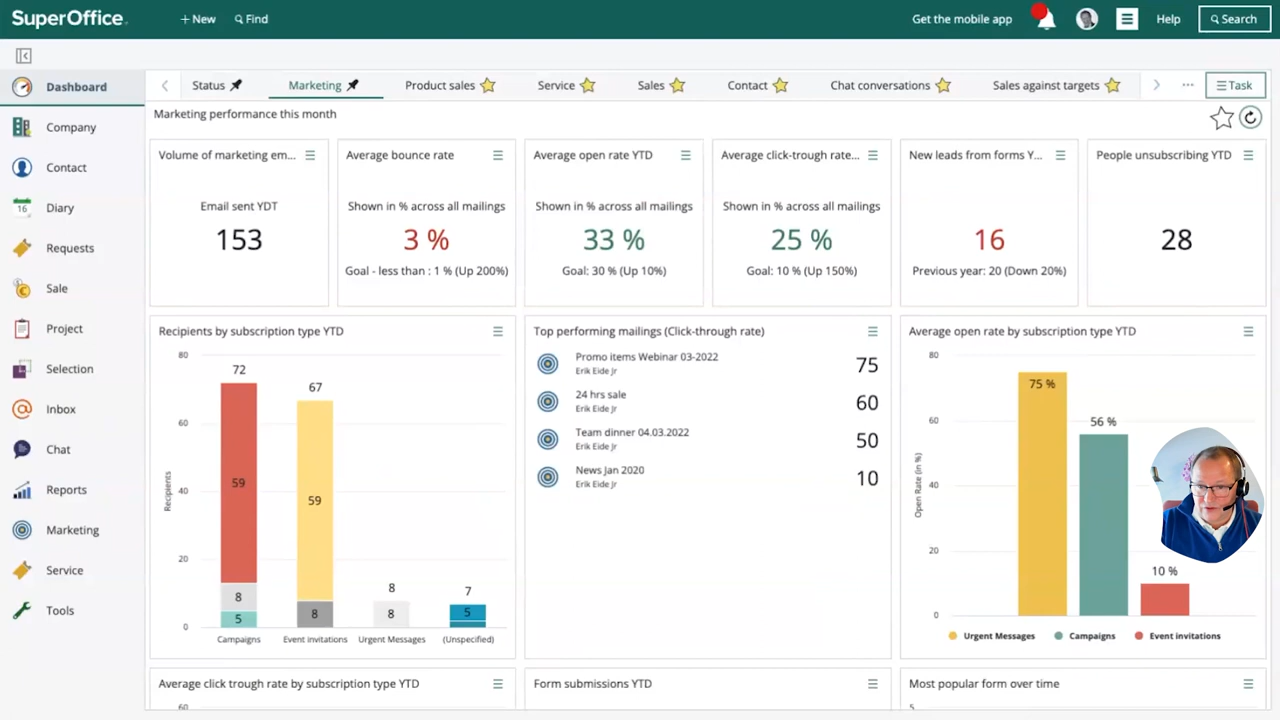 SuperOffice
New
Find
Get the mobile app
Help
Search
Dashboard
Company
Contact
16
Diary
Requests
Sale
Project
Selection
Inbox
Chat
Reports
Marketing
Service
Tools
Status
Marketing
Product sales
Service
Sales
Contact
Chat conversations
Sales against targets
...
Task
Marketing performance this month
Volume of marketing em...
Email sent YDT
153
Average bounce rate
Shown in % across all mailings
3 %
Goal - less than : 1 % (Up 200%)
Average open rate YTD
Shown in % across all mailings
33 %
Goal: 30 % (Up 10%)
Average click-trough rate...
Shown in % across all mailings
25 %
Goal: 10 % (Up 150%)
New leads from forms Y...
16
Previous year: 20 (Down 20%)
People unsubscribing YTD
28
Recipients by subscription type YTD
80
60
40
20
0
Recipients
72
59
8
5
67
59
8
8
8
7
5
Campaigns
Event invitations
Urgent Messages
(Unspecified)
Top performing mailings (Click-through rate)
Promo items Webinar 03-2022
Erik Eide Jr
75
24 hrs sale
Erik Eide Jr
60
Team dinner 04.03.2022
Erik Eide Jr
50
News Jan 2020
Erik Eide Jr
10
Average open rate by subscription type YTD
80
60
40
20
0
Open Rate (in %)
75 %
56 %
10 %
Urgent Messages
Campaigns
Event invitations
Average click trough rate by subscription type YTD
60
Form submissions YTD
Most popular form over time
5